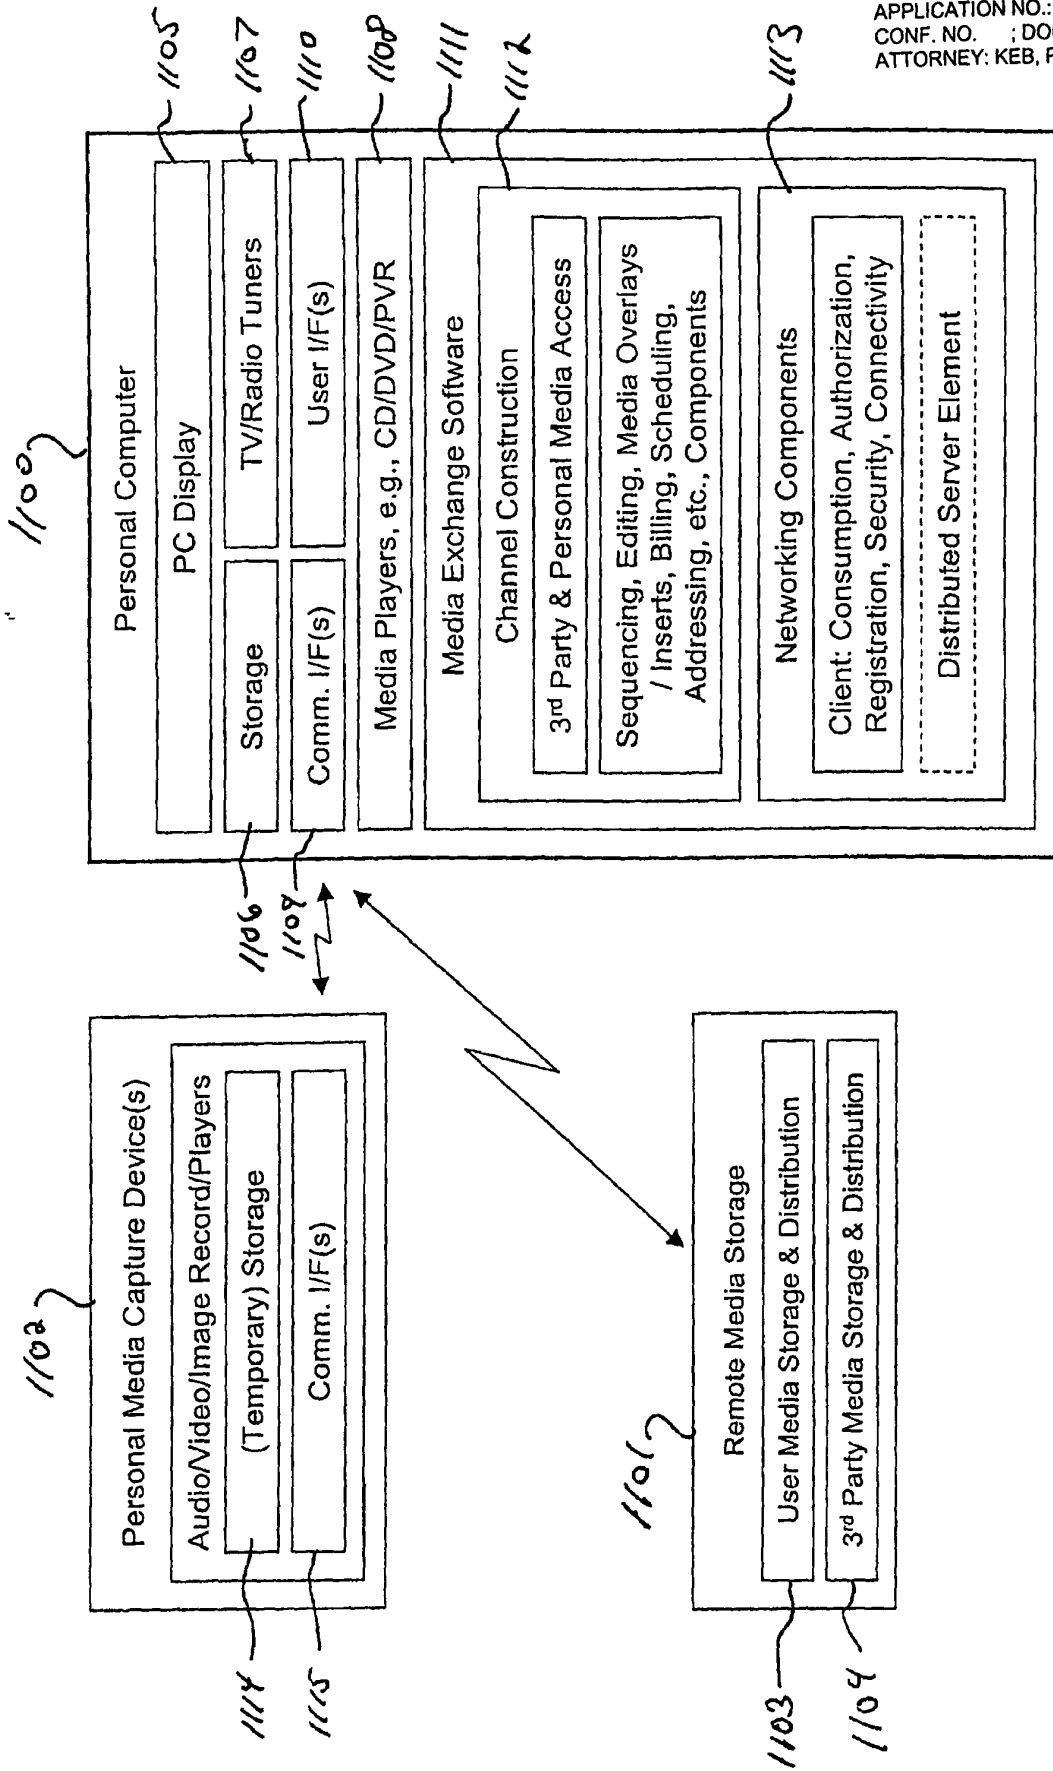 APPLICATION NO.:
CONF. NO. ; DO
ATTORNEY: KEB,
1100
Personal Computer
PC Display
1105
Storage
TV/Radio Tuners
1106
1107
Comm. I/F(s)
User I/F(s)
1109
1110
Media Players, e.g., CD/DVD/PVR
1108
Media Exchange Software
1111
Channel Construction
1112
3rd Party & Personal Media Access
Sequencing, Editing, Media Overlays
/ Inserts, Billing, Scheduling,
Addressing, etc., Components
Networking Components
1113
Client: Consumption, Authorization,
Registration, Security, Connectivity
Distributed Server Element
1102
Personal Media Capture Device(s)
Audio/Video/Image Record/Players
(Temporary) Storage
1114
Comm. I/F(s)
1115
1101
Remote Media Storage
User Media Storage & Distribution
1103
3rd Party Media Storage & Distribution
1104